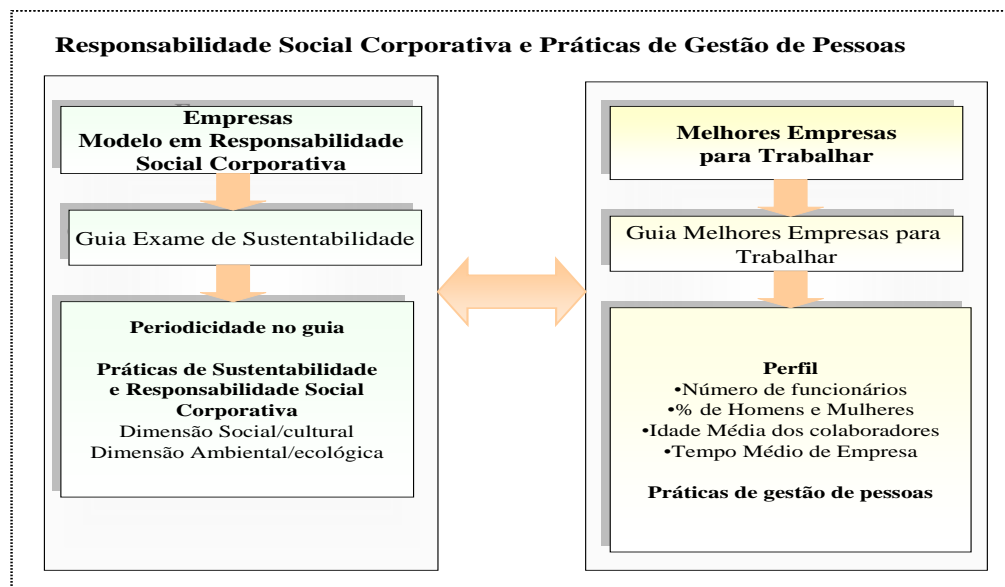 Responsabilidade Social Corporativa e Práticas de Gestão de Pessoas
Empresas
Modelo em Responsabilidade
Social Corporativa
Guia Exame de Sustentabilidade
Periodicidade no guia
Práticas de Sustentabilidade
e Responsabilidade Social
Corporativa
Dimensão Social/cultural
Dimensão Ambiental/ecológica
Melhores Empresas
para Trabalhar
Guia Melhores Empresas para
Trabalhar
Perfil
•Número de funcionários
•% de Homens e Mulheres
•Idade Média dos colaboradores
•Tempo Médio de Empresa
Práticas de gestão de pessoas